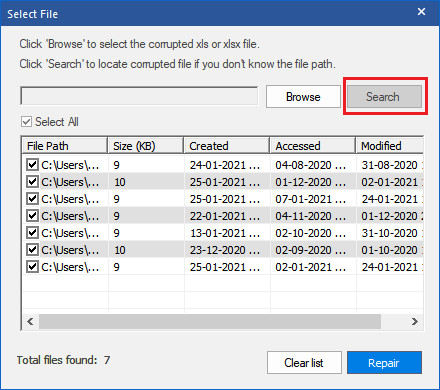 Select File
Click 'Browse' to select the corrupted xls or xlsx file.
Click 'Search' to locate corrupted file if you don't know the file path.
Browse Search
Select All
File Path Size (KB) Created Accessed Modified
C:\Users\... 9 24-01-2021 ... 04-08-2020 ... 31-08-2020
C:\Users\... 10 25-01-2021 ... 01-12-2020 ... 02-01-2021
C:\Users\... 9 25-01-2021 ... 07-01-2021 ... 24-01-2021
C:\Users\... 9 22-01-2021 ... 04-11-2020 ... 01-12-2020
C:\Users\... 9 13-01-2021 ... 02-10-2020 ... 31-10-2020
C:\Users\... 10 23-12-2020 ... 02-09-2020 ... 01-10-2020
C:\Users\... 9 25-01-2021 ... 02-01-2021 ... 24-01-2021
Total files found: 7
Clear list Repair